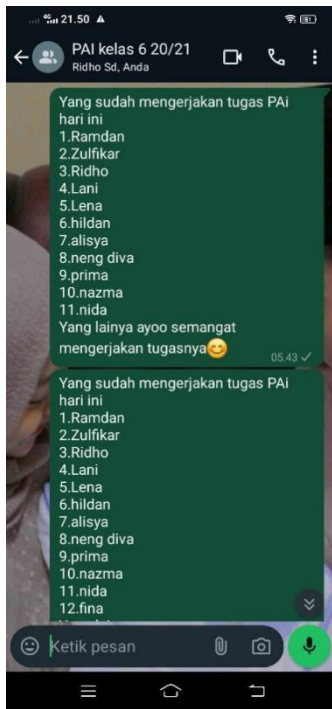 21.50
PAI kelas 6 20/21
Ridho Sd, Anda
Yang sudah mengerjakan tugas PAi
hari ini
1.Ramdan
2.Zulfikar
3.Ridho
4.Lani
5.Lena
6.hildan
7.alisya
8.neng diva
9.prima
10.nazma
11.nida
Yang lainya ayoo semangat
mengerjakan tugasnya😊
05.43
Yang sudah mengerjakan tugas PAi
hari ini
1.Ramdan
2.Zulfikar
3.Ridho
4.Lani
5.Lena
6.hildan
7.alisya
8.neng diva
9.prima
10.nazma
11.nida
12.fina
Ketik pesan